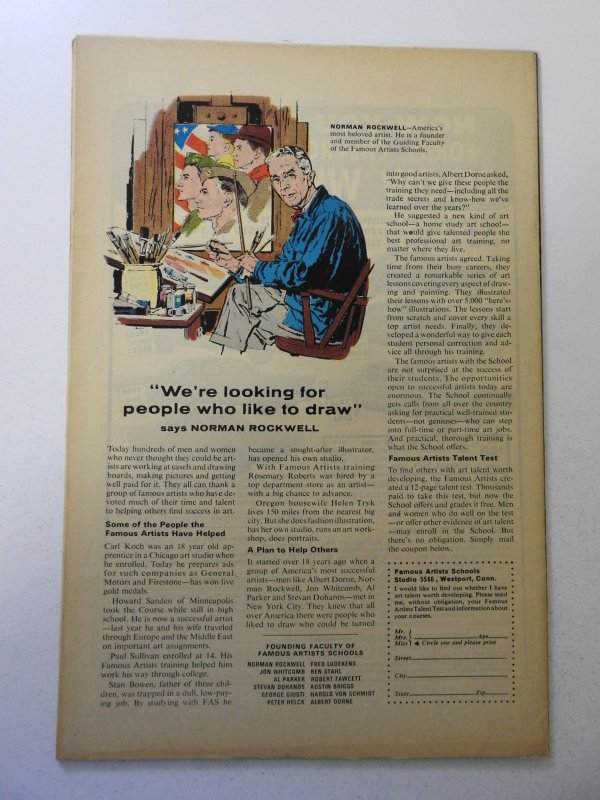 NORMAN ROCKWELL—America's
most beloved artist. He is a founder
and member of the Guiding Faculty
of the Famous Artists Schools.
"We're looking for
people who like to draw"
says NORMAN ROCKWELL
Today hundreds of men and women
who never thought they could be art-
ists are working at easels and drawing
boards, making pictures and getting
well paid for it. They all can thank a
group of famous artists who have de-
voted much of their time and talent
to helping others find success in art.
Some of the People the
Famous Artists Have Helped
Carl Koch was an 18 year old ap-
prentice in a Chicago art studio when
he enrolled. Today he prepares ads
for such companies as General
Motors and Firestone—has won five
gold medals.
Howard Sanden of Minneapolis
took the Course while still in high
school. He is now a successful artist
—last year he and his wife traveled
through Europe and the Middle East
on important art assignments.
Paul Sullivan enrolled at 14. His
Famous Artists training helped him
work his way through college.
Stan Bowen, father of three chil-
dren, was trapped in a dull, low-pay-
ing job. By studying with FAS he
became a sought-after illustrator,
has opened his own studio.
With Famous Artists training
Rosemary Roberts was hired by a
top department store as an artist—
with a big chance to advance.
Oregon housewife Helen Tryk
lives 150 miles from the nearest big
city. But she does fashion illustration,
has her own studio, runs an art work-
shop, does portraits.
A Plan to Help Others
It started over 18 years ago when a
group of America's most successful
artists—men like Albert Dorne, Nor-
man Rockwell, Jon Whitcomb, Al
Parker and Stevan Dohanos—met in
New York City. They knew that all
over America there were people who
liked to draw who could be turned
FOUNDING FACULTY OF
FAMOUS ARTISTS SCHOOLS
NORMAN ROCKWELL FRED LUDEKENS
JON WHITCOMB BEN STAHL
AL PARKER ROBERT FAWCETT
STEVAN DOHANOS AUSTIN BRIGGS
GEORGE GIUSTI HAROLD VON SCHMIDT
PETER HELCK ALBERT DORNE
into good artists. Albert Dorne asked,
"Why can't we give these people the
training they need—including all the
trade secrets and know-how we've
learned over the years?"
He suggested a new kind of art
school—a home study art school—
that would give talented people the
best professional art training, no
matter where they live.
The famous artists agreed. Taking
time from their busy careers, they
created a remarkable series of art
lessons covering every aspect of draw-
ing and painting. They illustrated
their lessons with over 5,000 "here's-
how" illustrations. The lessons start
from scratch and cover every skill a
top artist needs. Finally, they de-
veloped a wonderful way to give each
student personal correction and ad-
vice all through his training.
The famous artists with the School
are not surprised at the success of
their students. The opportunities
open to successful artists today are
enormous. The School continually
gets calls from all over the country
asking for practical well-trained stu-
dents—not geniuses—who can step
into full-time or part-time art jobs.
And practical, thorough training is
what the School offers.
Famous Artists Talent Test
To find others with art talent worth
developing, the Famous Artists cre-
ated a 12-page talent test. Thousands
paid to take this test, but now the
School offers and grades it free. Men
and women who do well on the test
—or offer other evidence of art talent
—may enroll in the School. But
there's no obligation. Simply mail
the coupon below.
Famous Artists Schools
Studio 5566, Westport, Conn.
I would like to find out whether I have
art talent worth developing. Please send
me, without obligation, your Famous
Artists Talent Test and information about
your courses.
Mr.
Mrs. Age
Miss Circle one and please print
Street
City
State Zip